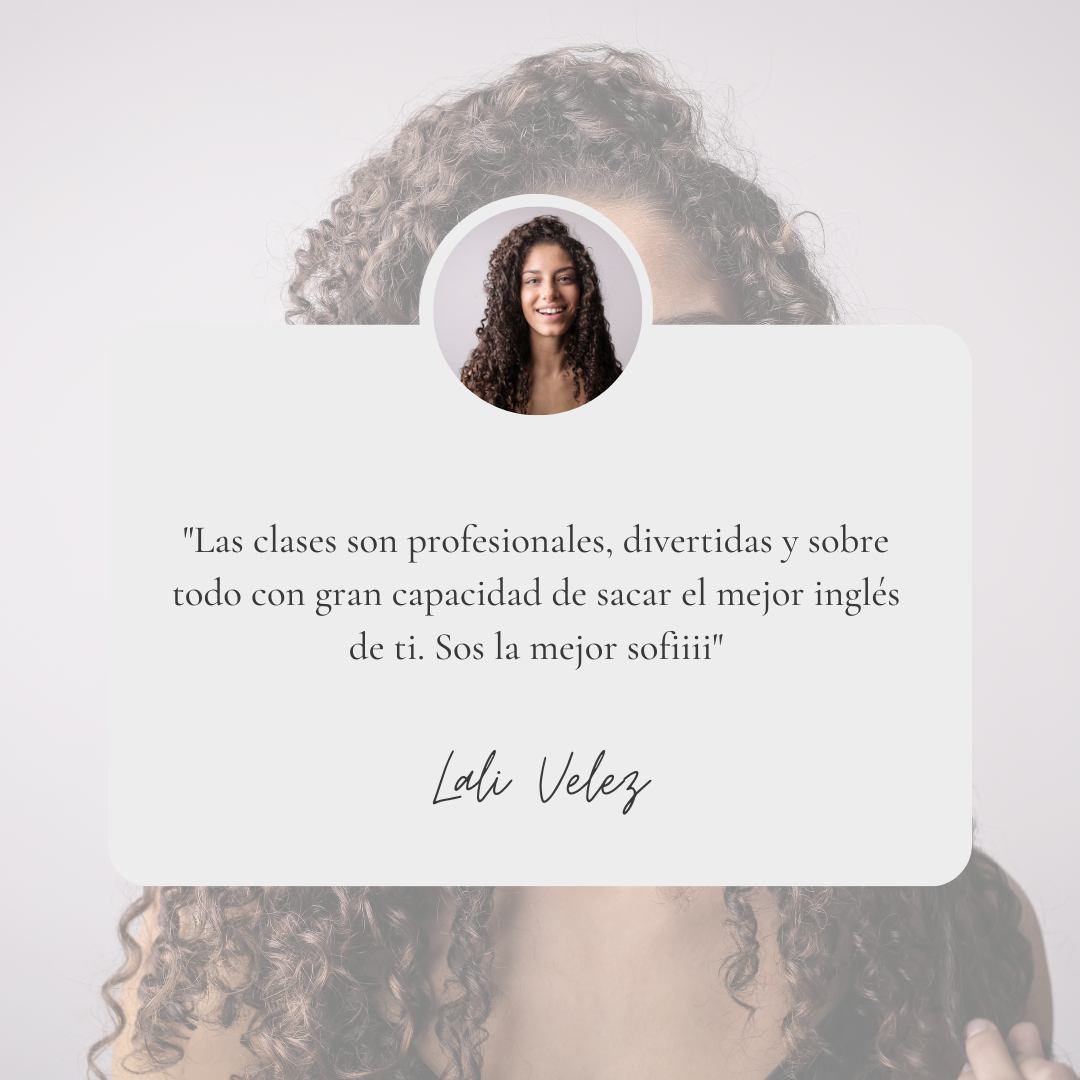 "Las clases son profesionales, divertidas y sobre
todo con gran capacidad de sacar el mejor inglés
de ti. Sos la mejor sofiiii"
Lali Velez